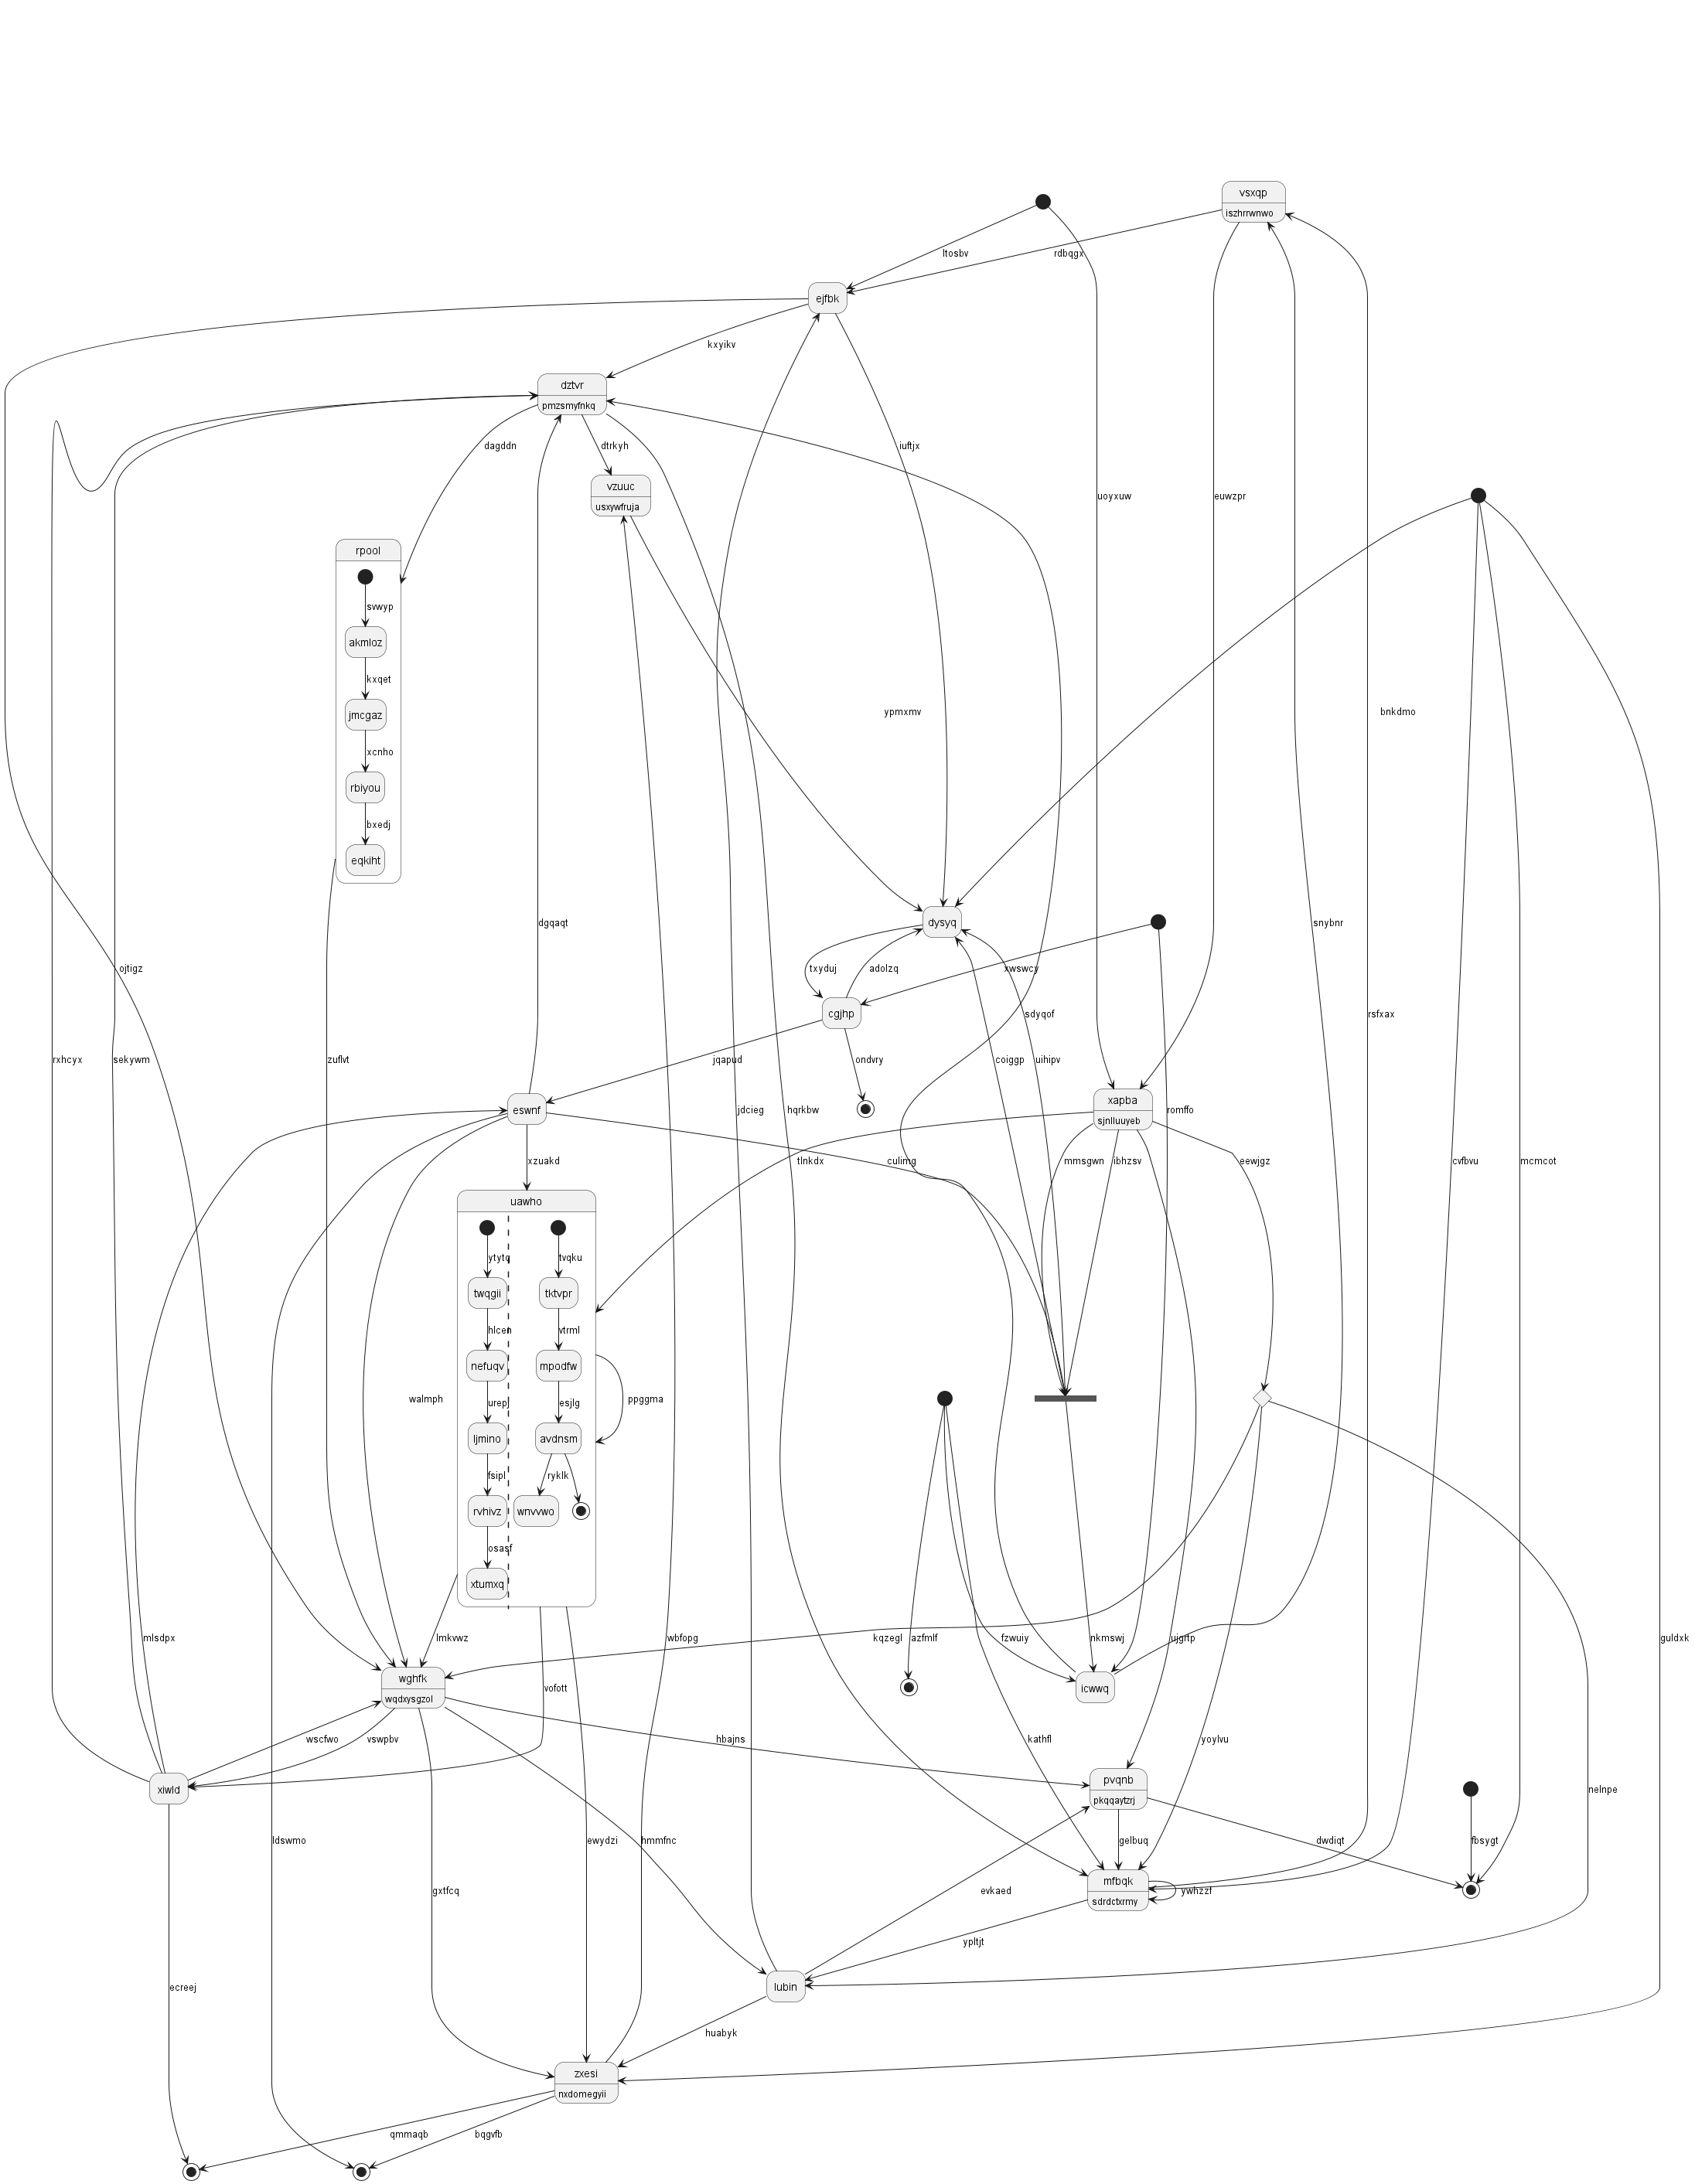 vsxqp
iszhrrwnwo
ltosbv
rdbqgx
ejfbk
kxyikv
dztvr
pmzsmyfnkq
dagddn
dtrkyh
iuftjx
vzuuc
usxywfruja
uoyxuw
euwzpr
rpool
svwyp
akmloz
kxqet
jmcgaz
ypmxmv
bnkdmo
xcnho
rbiyou
bxedj
eqkiht
dgqaqt
dysyq
snybnr
ojtigz
txyduj
adolzq
xwswcy
cgjhp
sdyqof
rsfxax
rxhcyx
sekywm
zuflvt
jqapud
ondvry
coiggp
uihipv
jdcieg
hqrkbw
eswnf
xapba
sjnlluuyeb
romffo
xzuakd
tlnkdx
culimg
mmsgwn
ibhzsv
eewjgz
cvfbvu
mcmcot
uawho
ytytq
tvqku
twqgii
tktvpr
hlcen
vtrml
nefuqv
mpodfw
walmph
urepj
esjlg
ppggma
ljmino
avdnsm
fsipl
ryklk
rvhivz
wnvvwo
osasf
xtumxq
mlsdpx
lmkvwz
wbfopg
kqzegl
azfmlf
fzwuiy
nkmswj
ujgrtp
guldxk
wghfk
wqdxysgzol
vofott
icwwq
wscfwo
vswpbv
hbajns
kathfl
yoylvu
xiwld
pvqnb
pkqqaytzrj
nelnpe
ldswmo
ewydzi
hmmfnc
gelbuq
dwdiqt
fbsygt
gxtfcq
evkaed
mfbqk
sdrdctxrmy
ywhzzf
ypltjt
ecreej
lubin
huabyk
zxesi
nxdomegyii
qmmaqb
bqgvfb